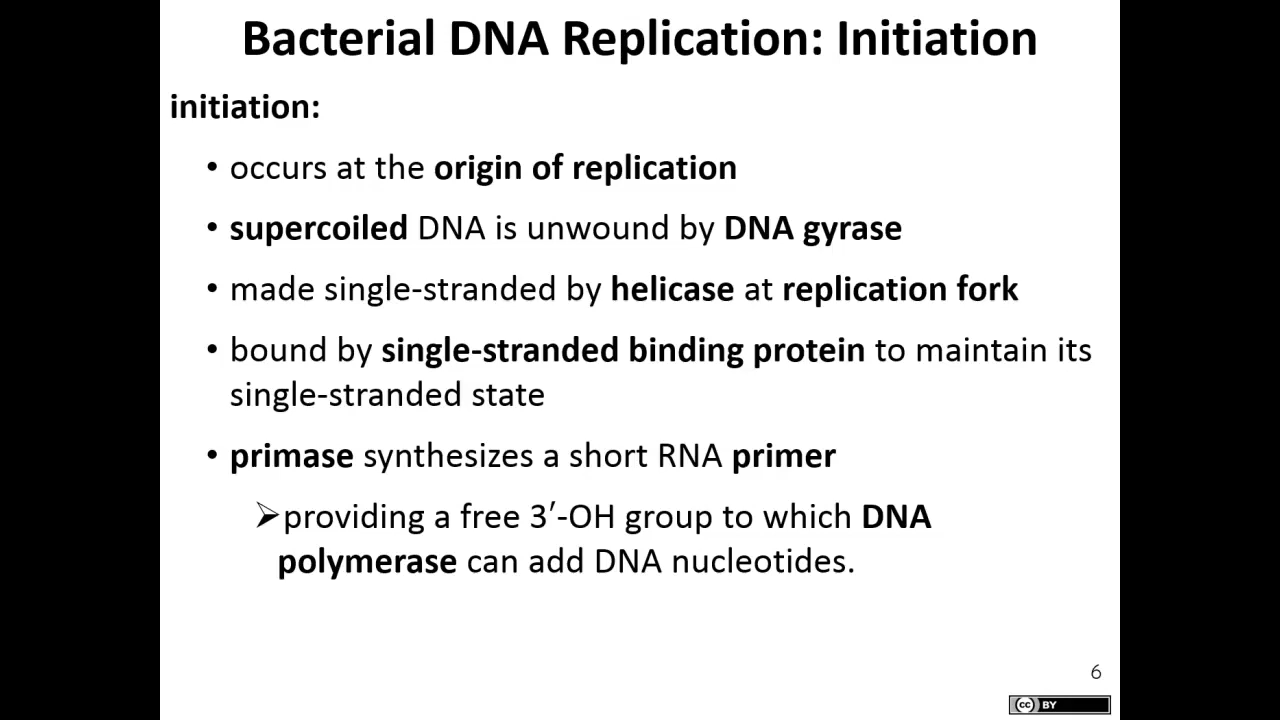 Bacterial DNA Replication: Initiation
initiation:
• occurs at the origin of replication
• supercoiled DNA is unwound by DNA gyrase
• made single-stranded by helicase at replication fork
• bound by single-stranded binding protein to maintain its
single-stranded state
• primase synthesizes a short RNA primer
➢providing a free 3′-OH group to which DNA
polymerase can add DNA nucleotides.
6
cc BY